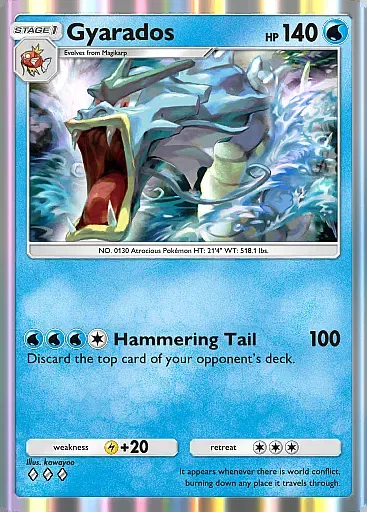 STAGE 1
Gyarados
HP 140
Evolves from Magikarp
NO. 0130 Atrocious Pokémon HT: 21'4" WT: 518.1 lbs.
Hammering Tail 100
Discard the top card of your opponent's deck.
weakness +20
retreat
Illus. kawayoo
It appears whenever there is world conflict,
burning down any place it travels through.